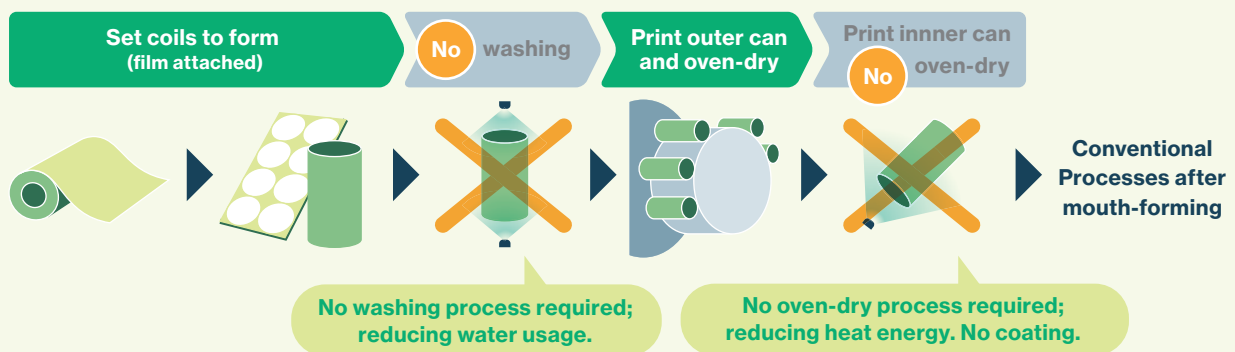 Set coils to form
(film attached)
No washing
Print outer can
and oven-dry
Print innner can
No oven-dry
Conventional
Processes after
mouth-forming
No washing process required;
reducing water usage.
No oven-dry process required;
reducing heat energy. No coating.